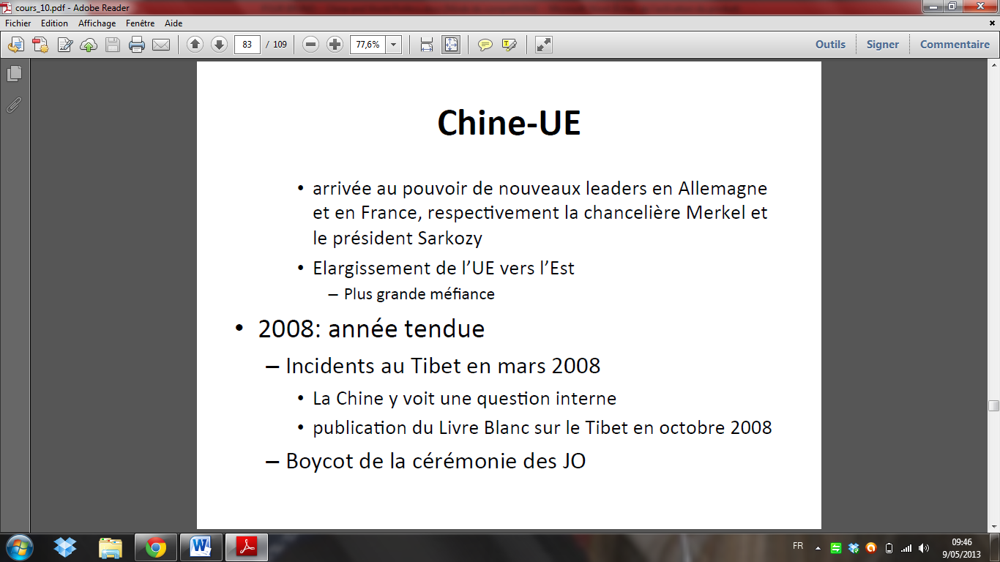 cours_10.pdf - Adobe Reader
Fichier Edition Affichage Fenêtre Aide
83 / 109 77,6% Outils Signer Commentaire
Chine-UE
• arrivée au pouvoir de nouveaux leaders en Allemagne
et en France, respectivement la chancelière Merkel et
le président Sarkozy
• Elargissement de l’UE vers l’Est
– Plus grande méfiance
• 2008: année tendue
– Incidents au Tibet en mars 2008
• La Chine y voit une question interne
• publication du Livre Blanc sur le Tibet en octobre 2008
– Boycot de la cérémonie des JO
FR
09:46
9/05/2013